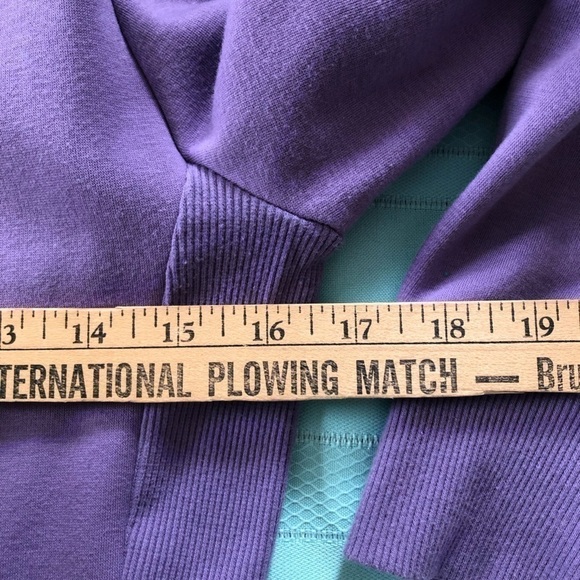 3 14 15 16 17 18 19
TERNATIONAL PLOWING MATCH — Bru